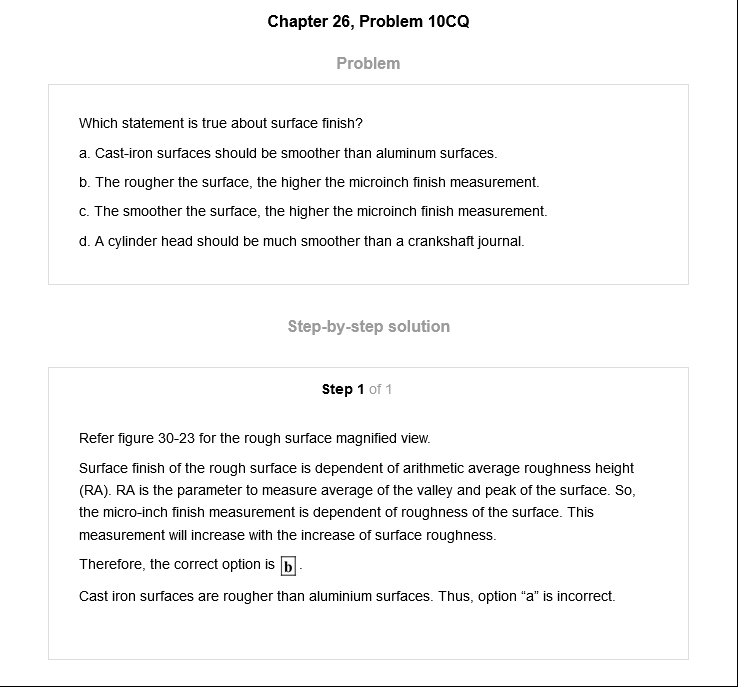 Chapter 26, Problem 10CQ
Problem
Which statement is true about surface finish?
a. Cast-iron surfaces should be smoother than aluminum surfaces.
b. The rougher the surface, the higher the microinch finish measurement.
c. The smoother the surface, the higher the microinch finish measurement.
d. A cylinder head should be much smoother than a crankshaft journal.
Step-by-step solution
Step 1 of 1
Refer figure 30-23 for the rough surface magnified view.
Surface finish of the rough surface is dependent of arithmetic average roughness height
(RA). RA is the parameter to measure average of the valley and peak of the surface. So,
the micro-inch finish measurement is dependent of roughness of the surface. This
measurement will increase with the increase of surface roughness.
Therefore, the correct option is b.
Cast iron surfaces are rougher than aluminium surfaces. Thus, option “a” is incorrect.